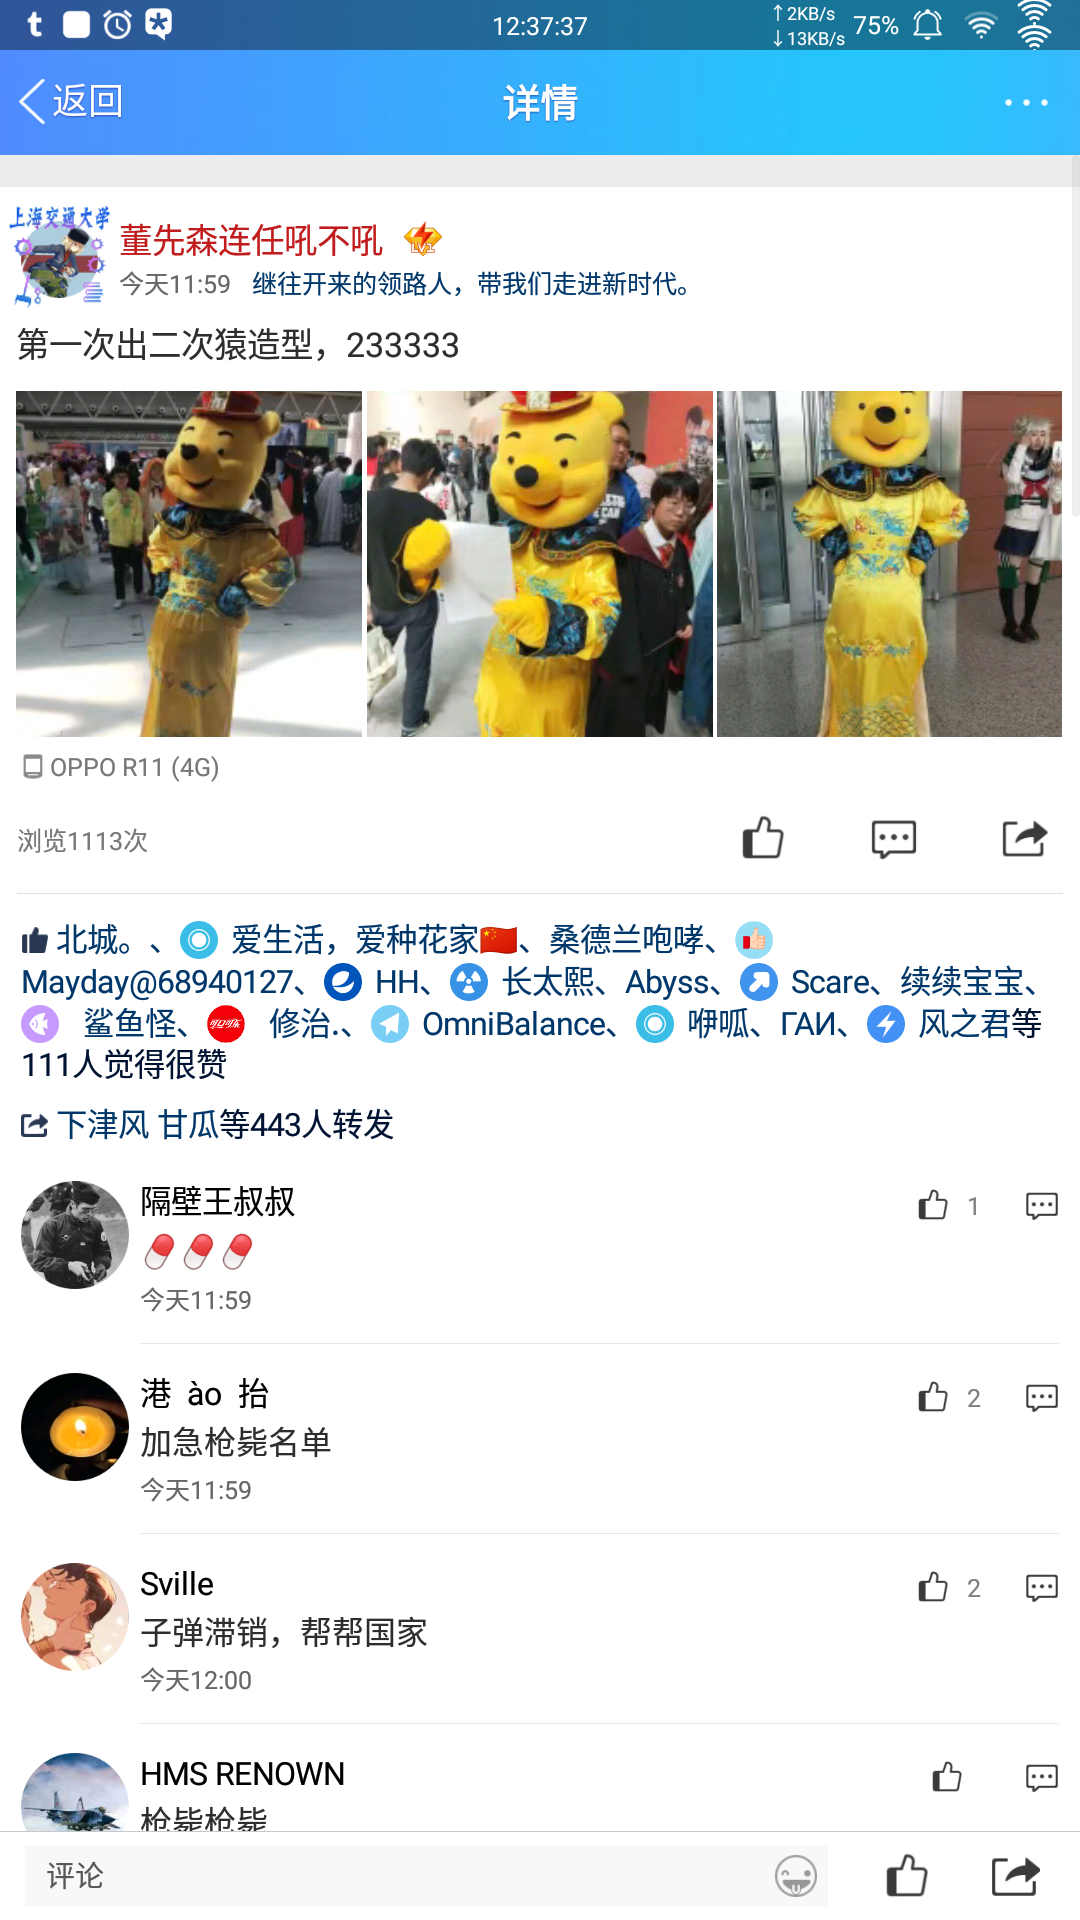 12:37:37
↑2KB/s
↓13KB/s
75%
返回
详情
上海交通大学
董先森连任吼不吼
LV1
今天11:59 继往开来的领路人，带我们走进新时代。
第一次出二次猿造型，233333
OPPO R11 (4G)
浏览1113次
北城。、爱生活，爱种花家🇨🇳、桑德兰咆哮、
Mayday@68940127、HH、长太熙、Abyss、Scare、续续宝宝、
鲨鱼怪、修治.、OmniBalance、咿呱、ГАИ、风之君等
111人觉得很赞
下津风 甘瓜等443人转发
隔壁王叔叔
1
💊💊💊
今天11:59
港 ào 抬
2
加急枪毙名单
今天11:59
Sville
2
子弹滞销，帮帮国家
今天12:00
HMS RENOWN
枪毙枪毙
评论